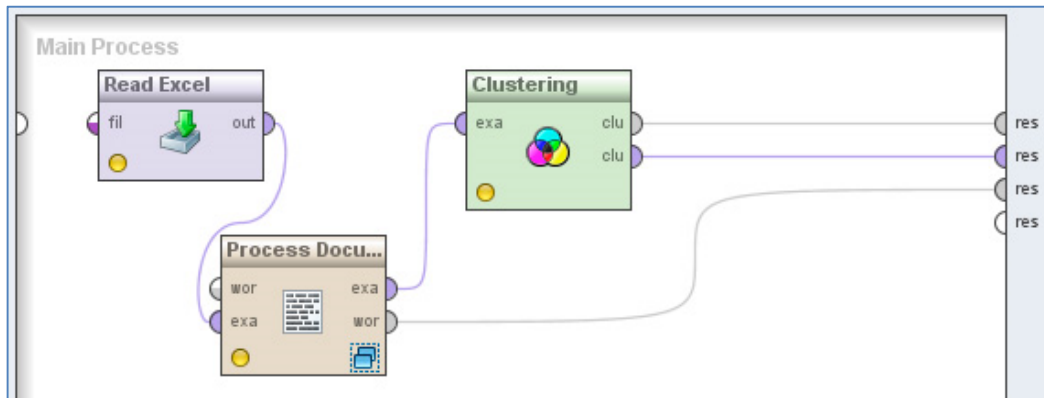 Main Process
Read Excel
fil out
Clustering
exa clu
clu
Process Docu...
wor exa
exa wor
res
res
res
res